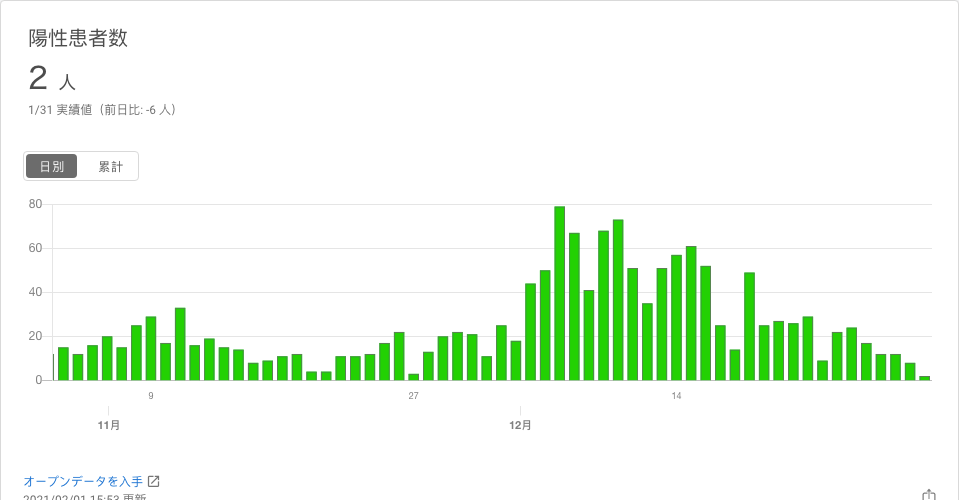 陽性患者数
2 人
1/31 実績値（前日比: -6 人）
日別 累計
80
60
40
20
0
9 27 14
11月 12月
オープンデータを入手
2021/02/01 15:53 更新